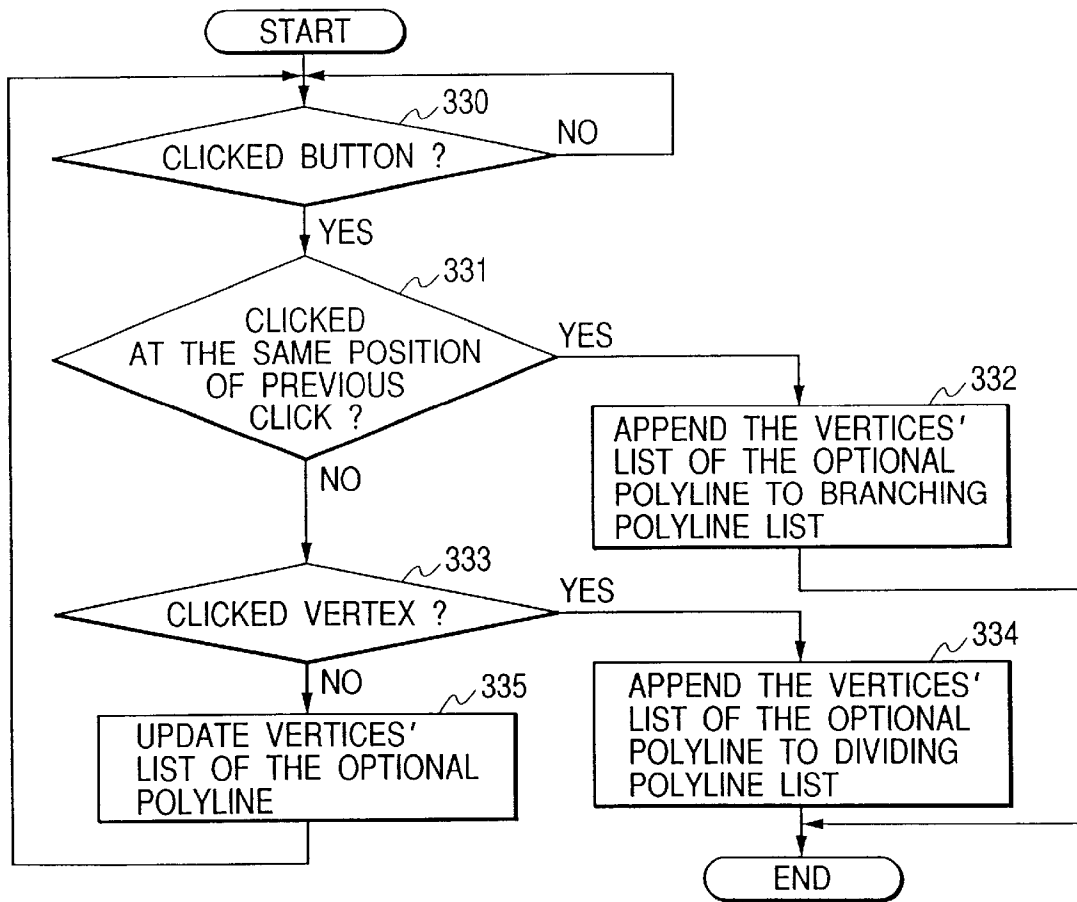 START
330
NO
CLICKED BUTTON ?
YES
331
CLICKED
AT THE SAME POSITION
OF PREVIOUS
CLICK ?
YES
332
APPEND THE VERTICES'
LIST OF THE OPTIONAL
POLYLINE TO BRANCHING
POLYLINE LIST
NO
333
YES
CLICKED VERTEX ?
334
NO
335
APPEND THE VERTICES'
LIST OF THE OPTIONAL
POLYLINE TO DIVIDING
POLYLINE LIST
UPDATE VERTICES'
LIST OF THE OPTIONAL
POLYLINE
END